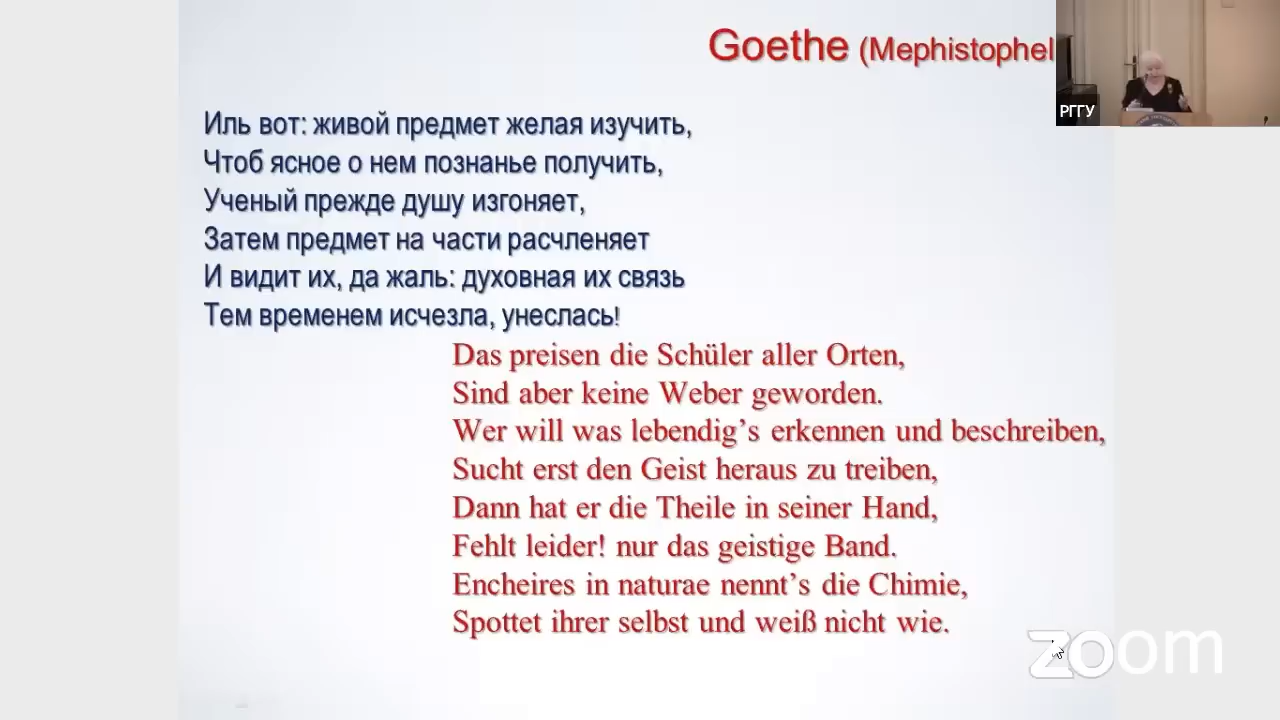 Goethe (Mephistophel
РГГУ
Иль вот: живой предмет желая изучить,
Чтоб ясное о нем познанье получить,
Ученый прежде душу изгоняет,
Затем предмет на части расчленяет
И видит их, да жаль: духовная их связь
Тем временем исчезла, унеслась!
Das preisen die Schüler aller Orten,
Sind aber keine Weber geworden.
Wer will was lebendig’s erkennen und beschreiben,
Sucht erst den Geist heraus zu treiben,
Dann hat er die Theile in seiner Hand,
Fehlt leider! nur das geistige Band.
Encheires in naturae nennt’s die Chimie,
Spottet ihrer selbst und weiß nicht wie.
zoom